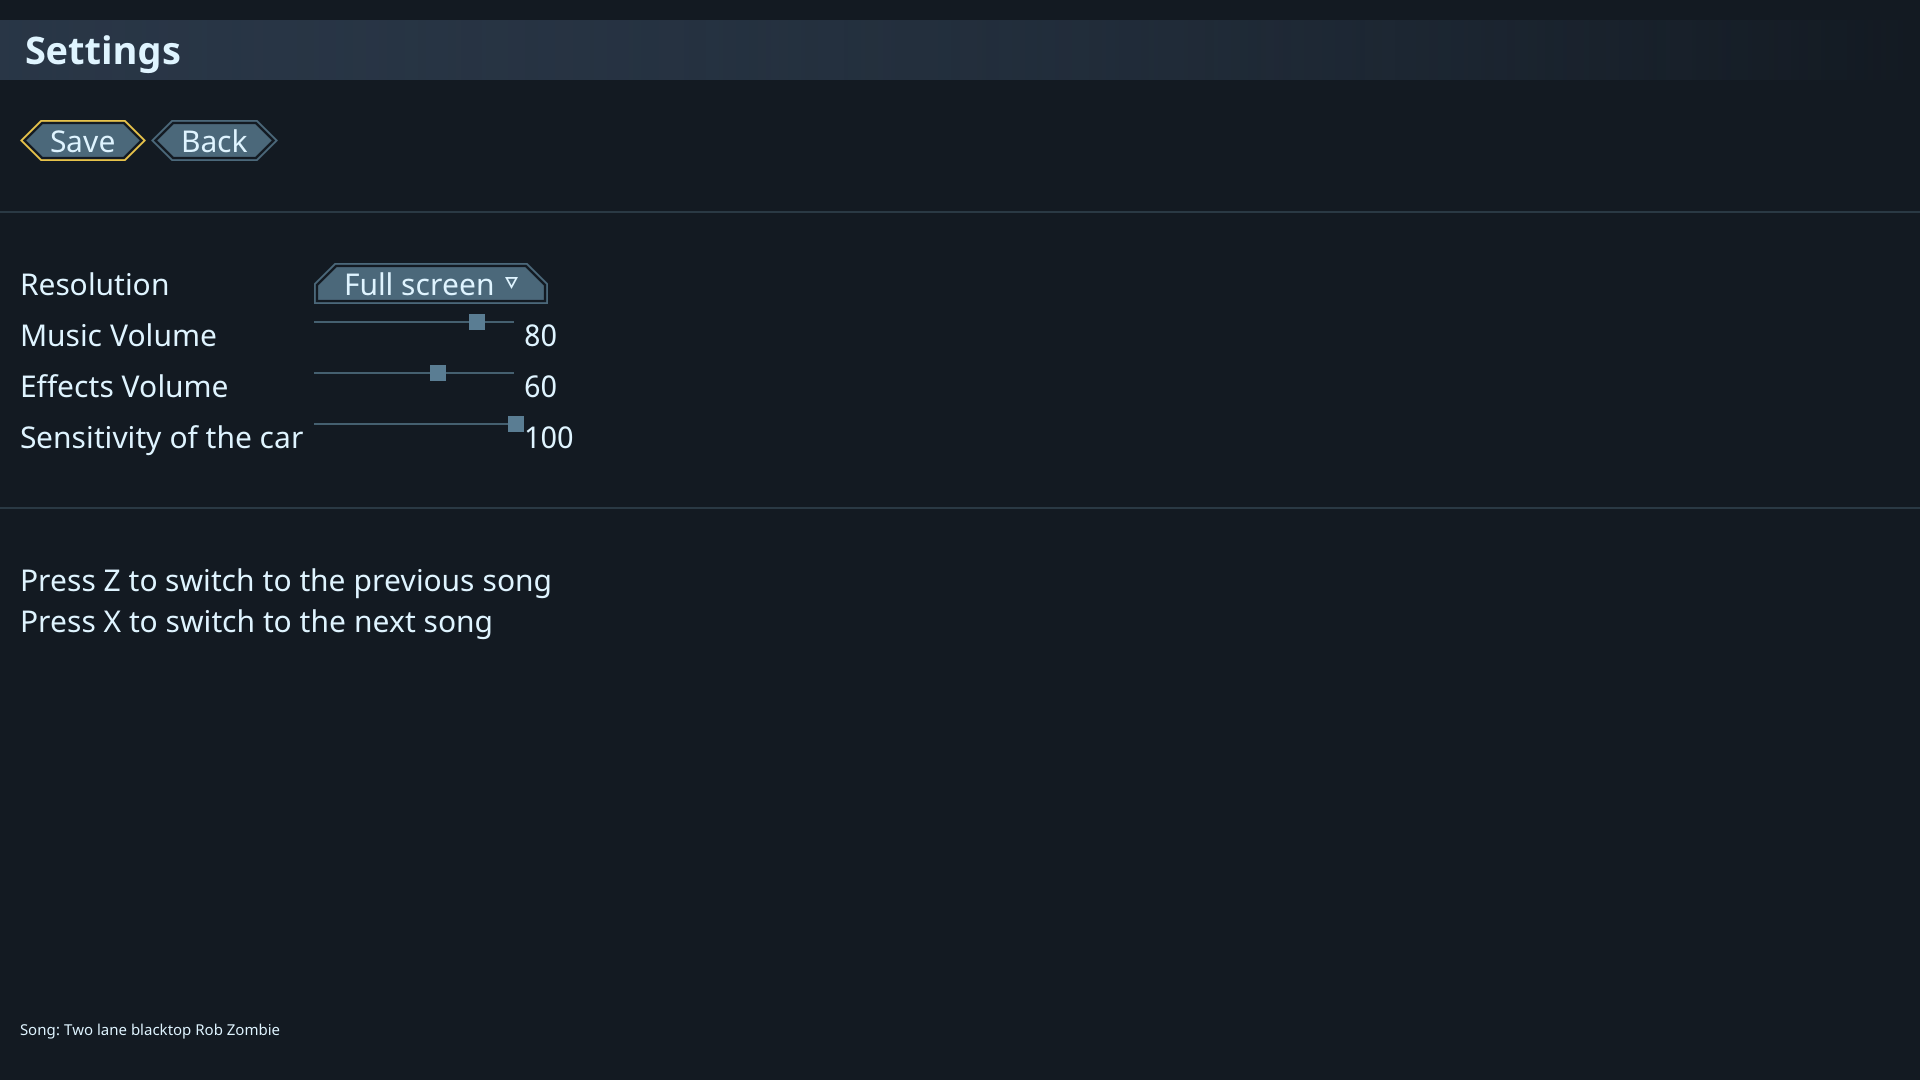 Settings
Save Back
Resolution Full screen
Music Volume 80
Effects Volume 60
Sensitivity of the car 100
Press Z to switch to the previous song
Press X to switch to the next song
Song: Two lane blacktop Rob Zombie